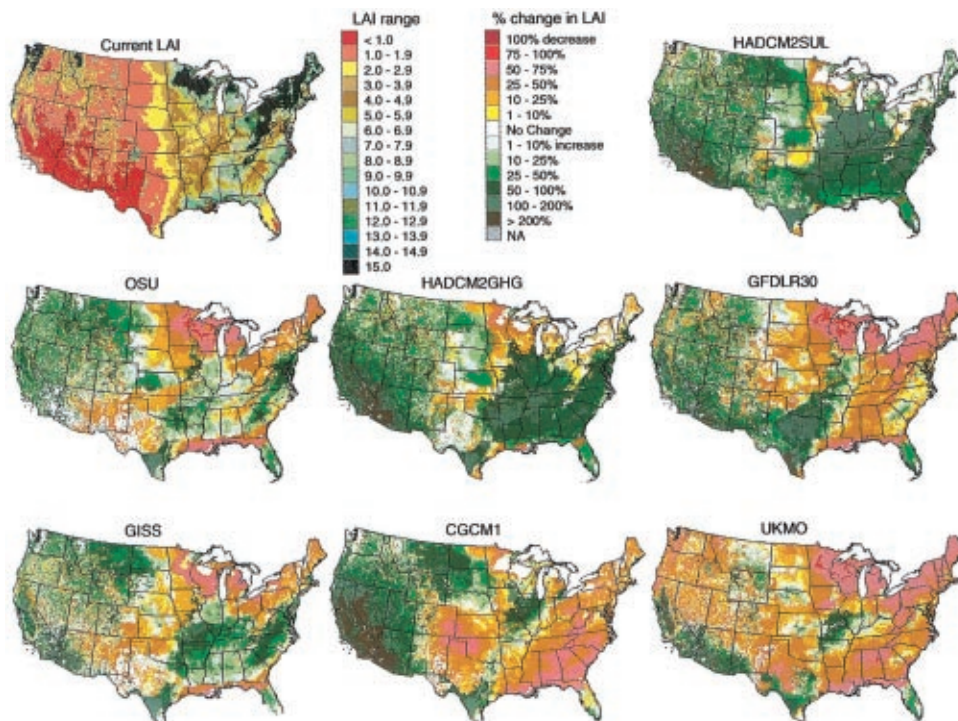 Current LAI
LAI range
< 1.0
1.0 - 1.9
2.0 - 2.9
3.0 - 3.9
4.0 - 4.9
5.0 - 5.9
6.0 - 6.9
7.0 - 7.9
8.0 - 8.9
9.0 - 9.9
10.0 - 10.9
11.0 - 11.9
12.0 - 12.9
13.0 - 13.9
14.0 - 14.9
15.0
% change in LAI
100% decrease
75 - 100%
50 - 75%
25 - 50%
10 - 25%
1 - 10%
No Change
1 - 10% increase
10 - 25%
25 - 50%
50 - 100%
100 - 200%
> 200%
NA
HADCM2SUL
OSU
HADCM2GHG
GFDLR30
GISS
CGCM1
UKMO